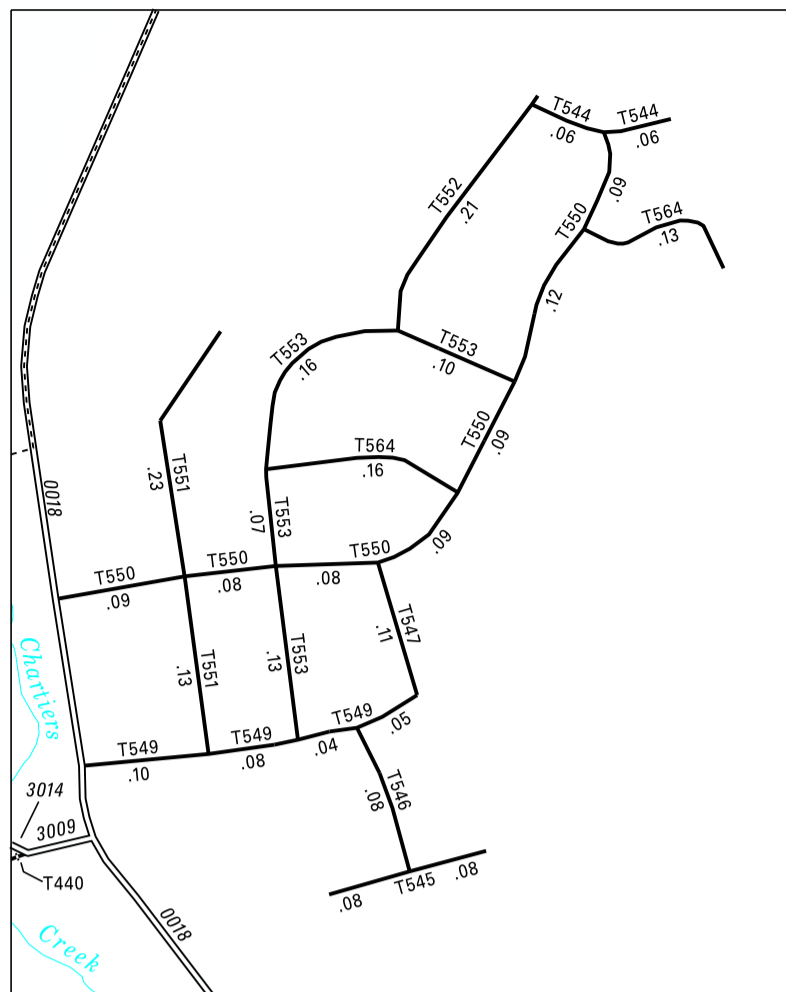 T544
T544
.06
.06
T552
.09
.21
T550
T564
.13
.12
T553
T553
.16
.10
T550
T564
.09
T551
.16
.23
0018
T553
.07
.09
T550
T550
T550
.08
.08
.09
T547
.11
T553
T551
.13
.13
Chartiers
T549
T549
T549
.05
.04
.10
.08
3014
T546
.08
3009
T440
T545
.08
.08
0018
Creek